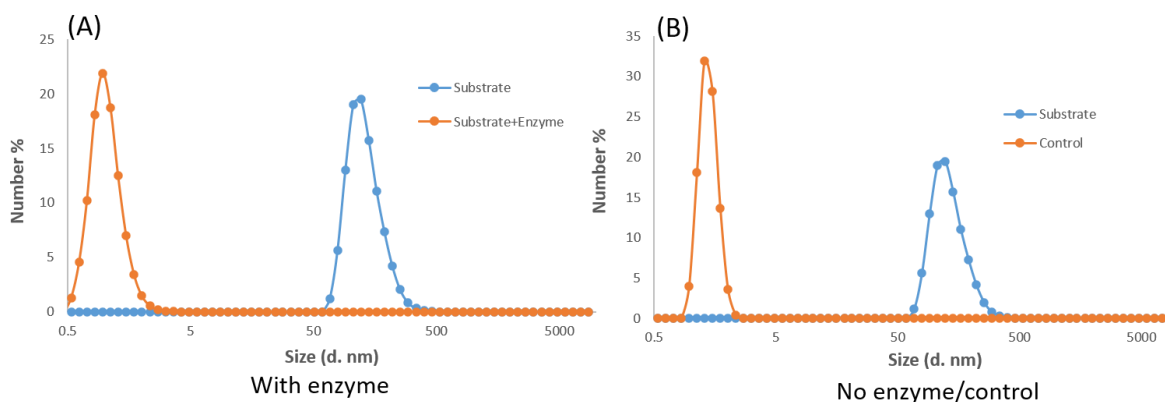 (A)
25
20
15
10
5
0
0.5 5 50 500 5000
Number %
Size (d. nm)
Substrate
Substrate+Enzyme
With enzyme
(B)
35
30
25
20
15
10
5
0
0.5 5 50 500 5000
Number %
Size (d. nm)
Substrate
Control
No enzyme/control